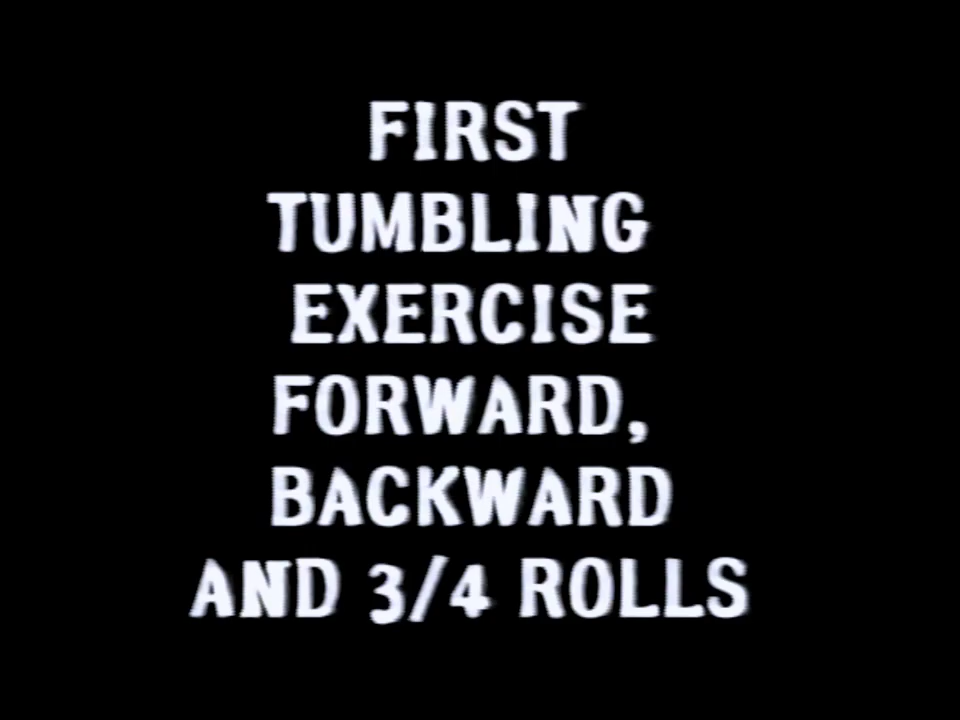 FIRST
TUMBLING
EXERCISE
FORWARD,
BACKWARD
AND 3/4 ROLLS